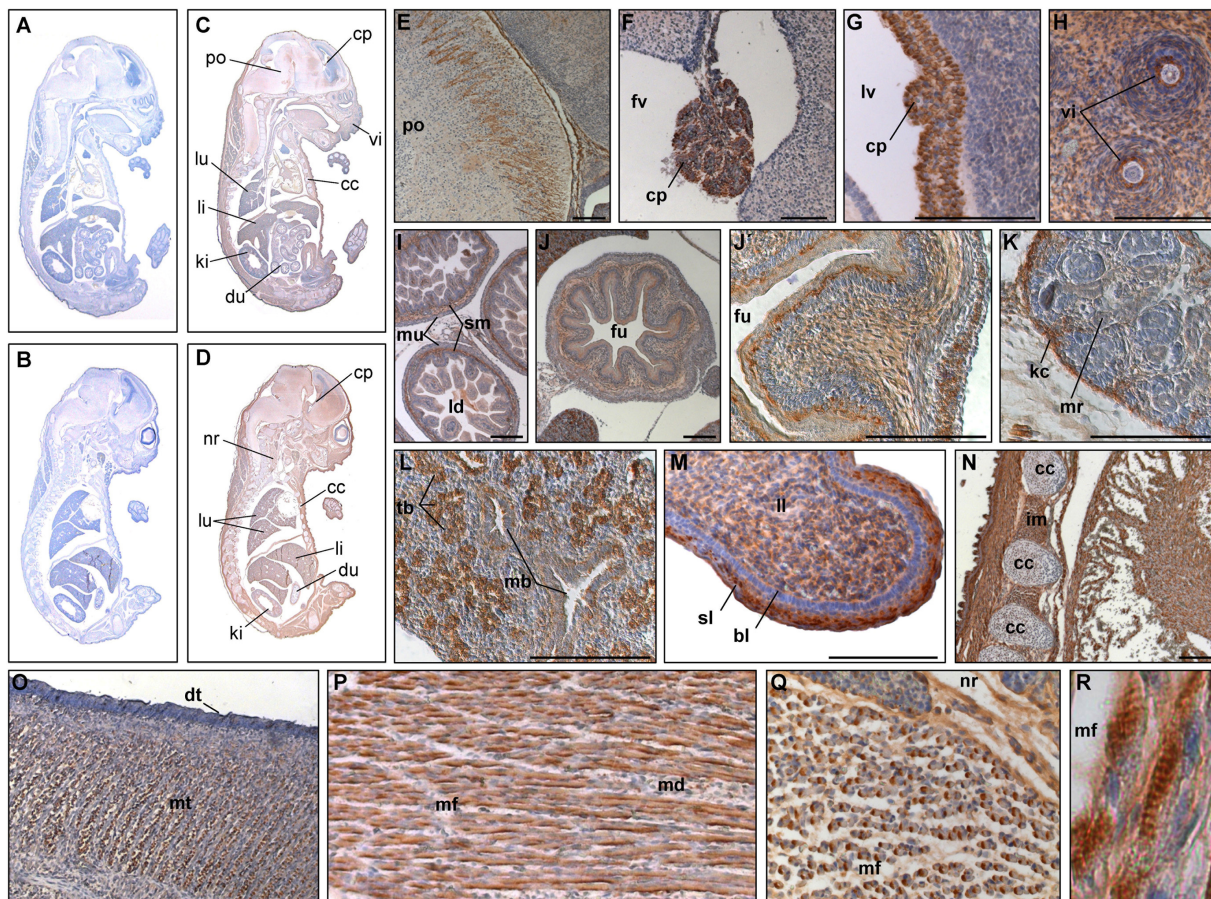 A
B
C
po
cp
vi
lu
cc
li
ki
du
D
cp
nr
cc
lu
li
du
ki
E
po
F
fv
cp
G
lv
cp
H
vi
I
mu
sm
ld
J
fu
J'
fu
K
kc
mr
L
tb
mb
M
ll
sl
bl
N
cc
im
cc
cc
O
dt
mt
P
mf
md
Q
nr
mf
R
mf